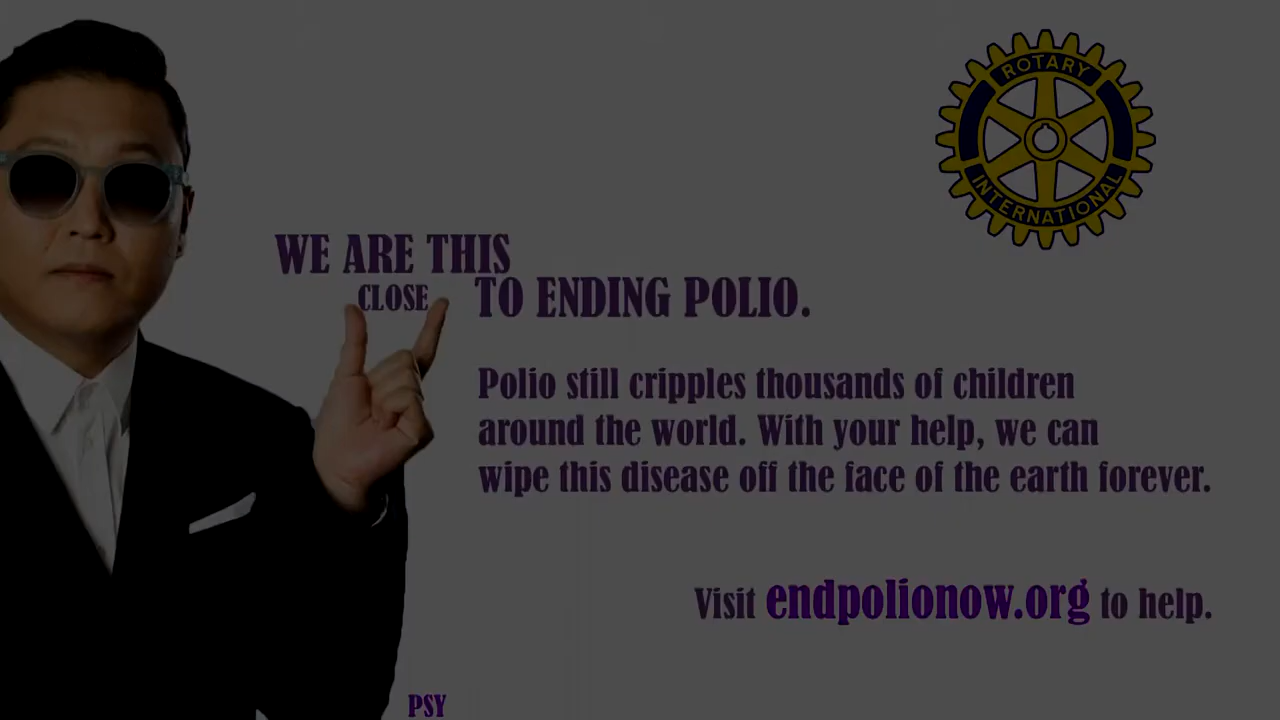 ROTARY
INTERNATIONAL
WE ARE THIS
CLOSE
TO ENDING POLIO.
Polio still cripples thousands of children
around the world. With your help, we can
wipe this disease off the face of the earth forever.
Visit endpolionow.org to help.
PSY